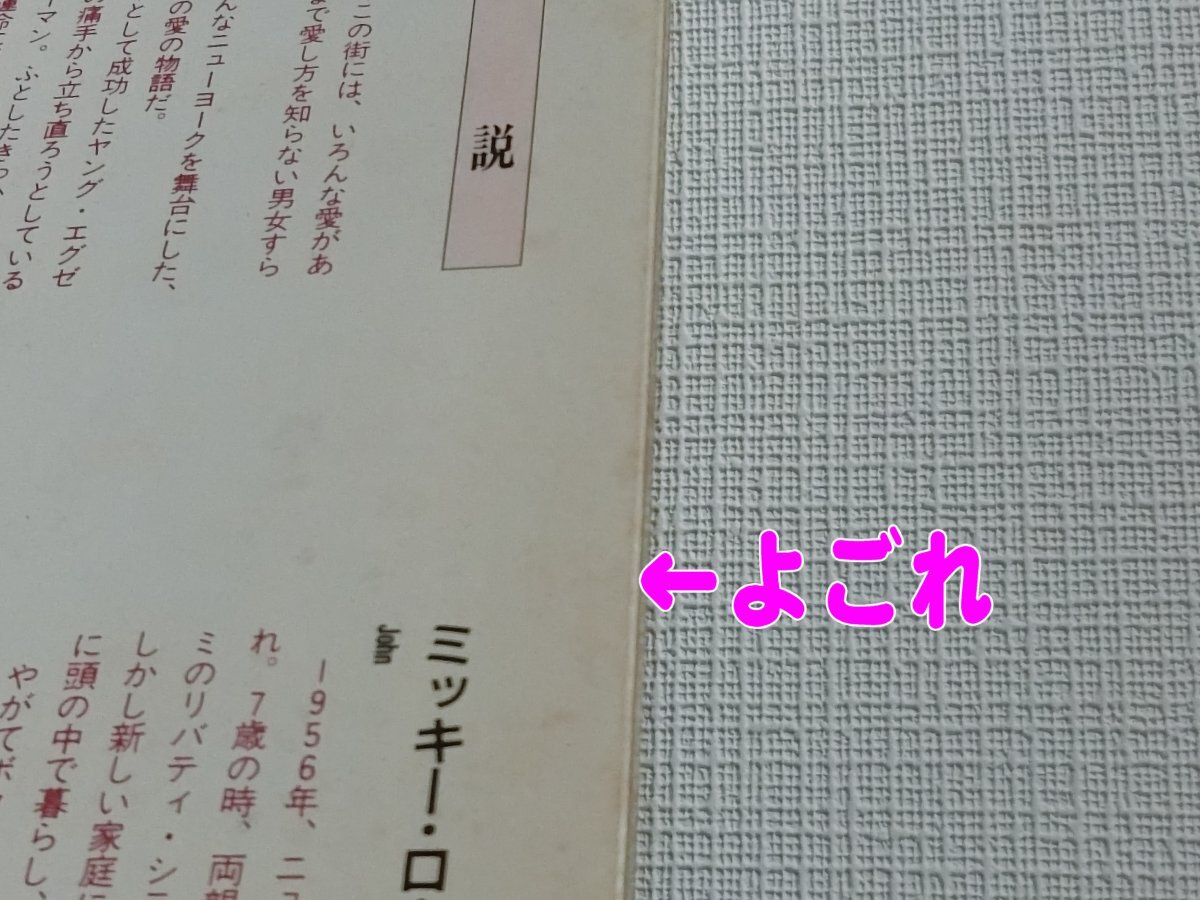 説
この街には、いろんな愛があ
で愛し方を知らない男女すら
んなニューヨークを舞台にした、
の愛の物語だ。
として成功したヤング・エグゼ
痛手から立ち直ろうとしている
ーマン。ふとしたきっ
←よごれ
ミッキー・ロ
John
1956年、ニュ
れ。7歳の時、両親
ミのリバティ・シテ
しかし新しい家庭に
に頭の中で暮らし、
やがてボ